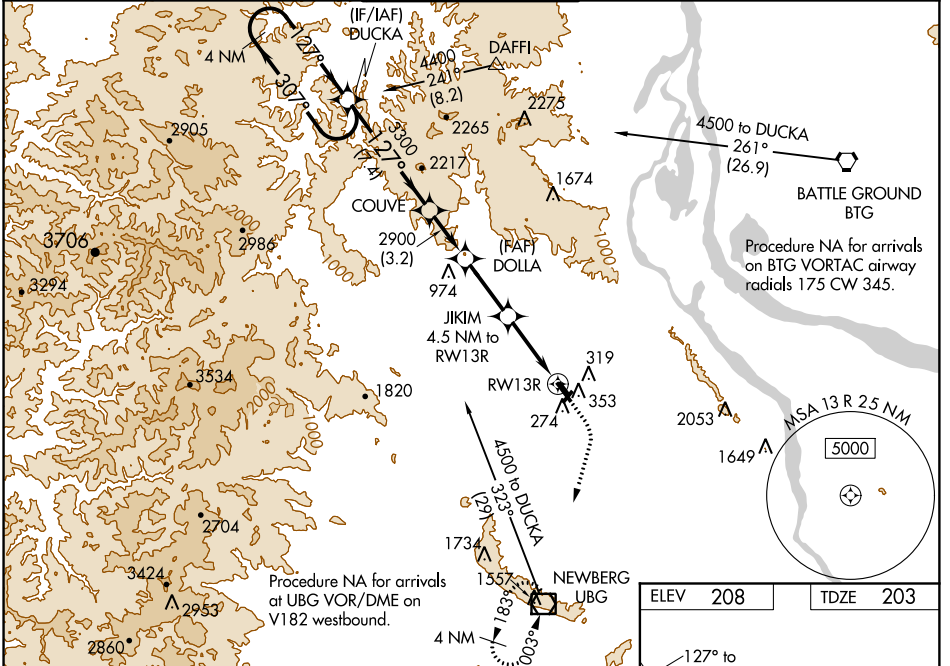 (IF/IAF)
DUCKA
4 NM
127°
307°
DAFFI
4400
241°
(8.2)
2275
2265
2905
3300
127°
(7.4)
2217
4500 to DUCKA
261°
(26.9)
BATTLE GROUND
BTG
1674
COUVE
2000
2986
3706
2900
(3.2)
(FAF)
DOLLA
Procedure NA for arrivals
on BTG VORTAC airway
radials 175 CW 345.
974
3294
JIKIM
4.5 NM to
RW13R
319
RW13R
353
274
3534
1820
1000
1000
2053
1649
MSA 13 R 25 NM
5000
4500 to DUCKA
323°
(29)
2704
1734
3424
2953
2860
Procedure NA for arrivals
at UBG VOR/DME on
V182 westbound.
1557
NEWBERG
UBG
183°
003°
4 NM
ELEV 208
TDZE 203
127° to